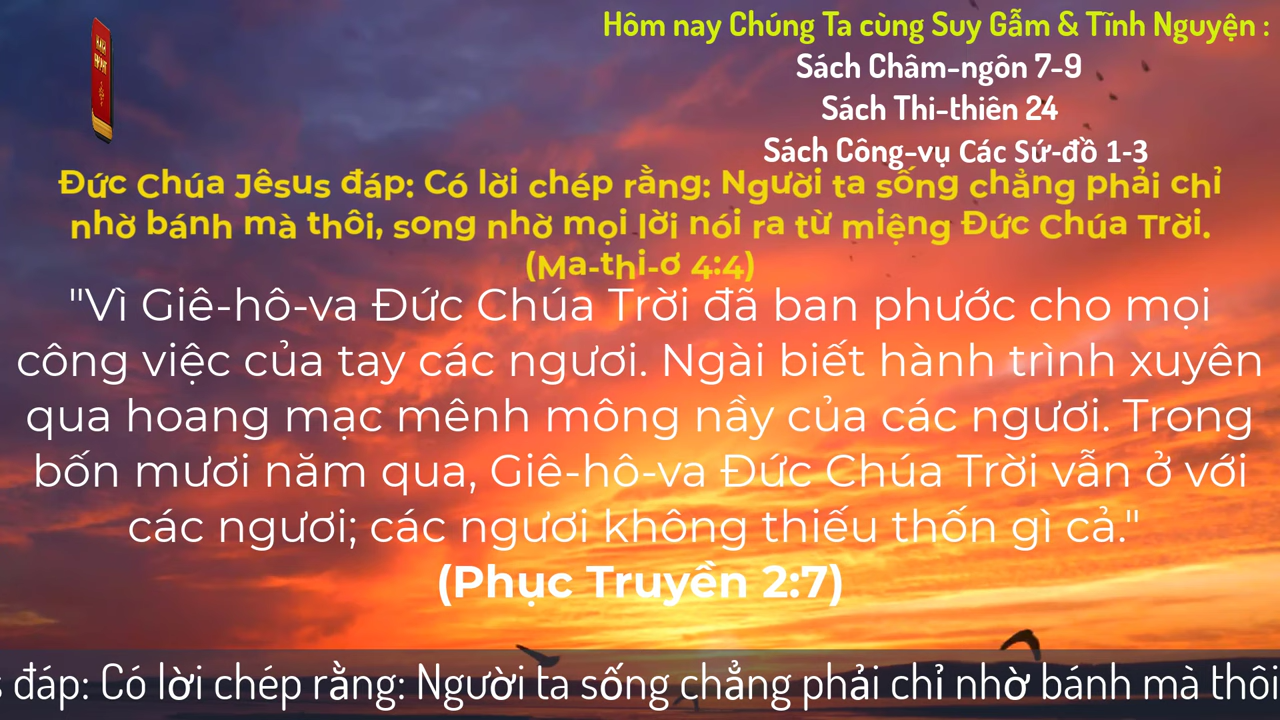 Hôm nay Chúng Ta cùng Suy Gẫm & Tĩnh Nguyện :
Sách Châm-ngôn 7-9
Sách Thi-thiên 24
Sách Công-vụ Các Sứ-đồ 1-3
Đức Chúa Jêsus đáp: Có lời chép rằng: Người ta sống chẳng phải chỉ
nhờ bánh mà thôi, song nhờ mọi lời nói ra từ miệng Đức Chúa Trời.
(Ma-thi-ơ 4:4)
"Vì Giê-hô-va Đức Chúa Trời đã ban phước cho mọi
công việc của tay các ngươi. Ngài biết hành trình xuyên
qua hoang mạc mênh mông nầy của các ngươi. Trong
bốn mươi năm qua, Giê-hô-va Đức Chúa Trời vẫn ở với
các ngươi; các ngươi không thiếu thốn gì cả."
(Phục Truyền 2:7)
đáp: Có lời chép rằng: Người ta sống chẳng phải chỉ nhờ bánh mà thôi